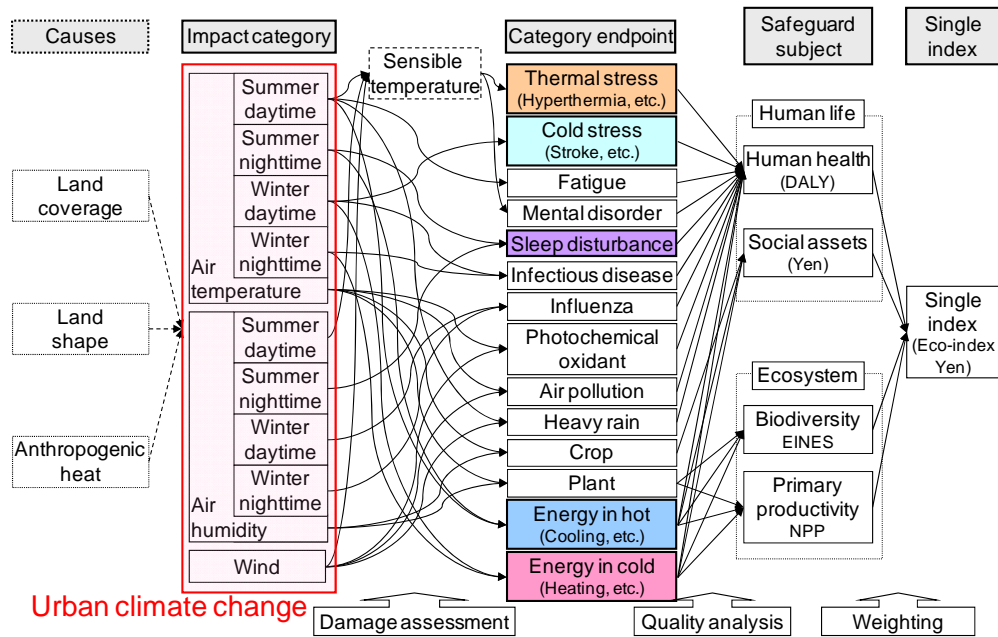 Causes
Impact category
Category endpoint
Safeguard
subject
Single
index
Land
coverage
Land
shape
Anthropogenic
heat
Summer
daytime
Summer
nighttime
Winter
daytime
Winter
nighttime
Air
temperature
Summer
daytime
Summer
nighttime
Winter
daytime
Winter
nighttime
Air
humidity
Wind
Urban climate change
Sensible
temperature
Thermal stress
(Hyperthermia, etc.)
Cold stress
(Stroke, etc.)
Fatigue
Mental disorder
Sleep disturbance
Infectious disease
Influenza
Photochemical
oxidant
Air pollution
Heavy rain
Crop
Plant
Energy in hot
(Cooling, etc.)
Energy in cold
(Heating, etc.)
Human life
Human health
(DALY)
Social assets
(Yen)
Ecosystem
Biodiversity
EINES
Primary
productivity
NPP
Single
index
(Eco-index
Yen)
Damage assessment
Quality analysis
Weighting